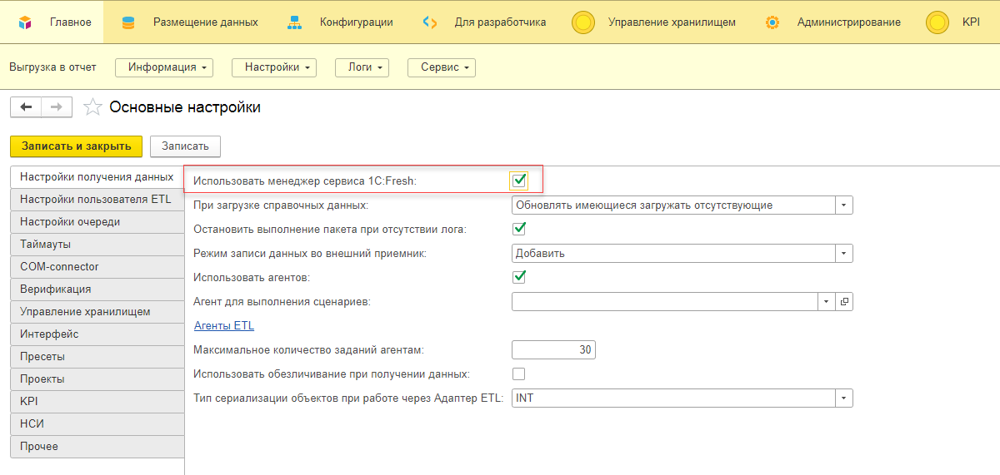 Главное Размещение данных Конфигурации Для разработчика Управление хранилищем Администрирование KPI
Выгрузка в отчет Информация Настройки Логи Сервис
Основные настройки
Записать и закрыть Записать
Настройки получения данных
Настройки пользователя ETL
Настройки очереди
Таймауты
COM-connector
Верификация
Управление хранилищем
Интерфейс
Пресеты
Проекты
KPI
НСИ
Прочее
Использовать менеджер сервиса 1С:Fresh:
При загрузке справочных данных: Обновлять имеющиеся загружать отсутствующие
Остановить выполнение пакета при отсутствии лога:
Режим записи данных во внешний приемник: Добавить
Использовать агентов:
Агент для выполнения сценариев:
Агенты ETL
Максимальное количество заданий агентам: 30
Использовать обезличивание при получении данных:
Тип сериализации объектов при работе через Адаптер ETL: INT